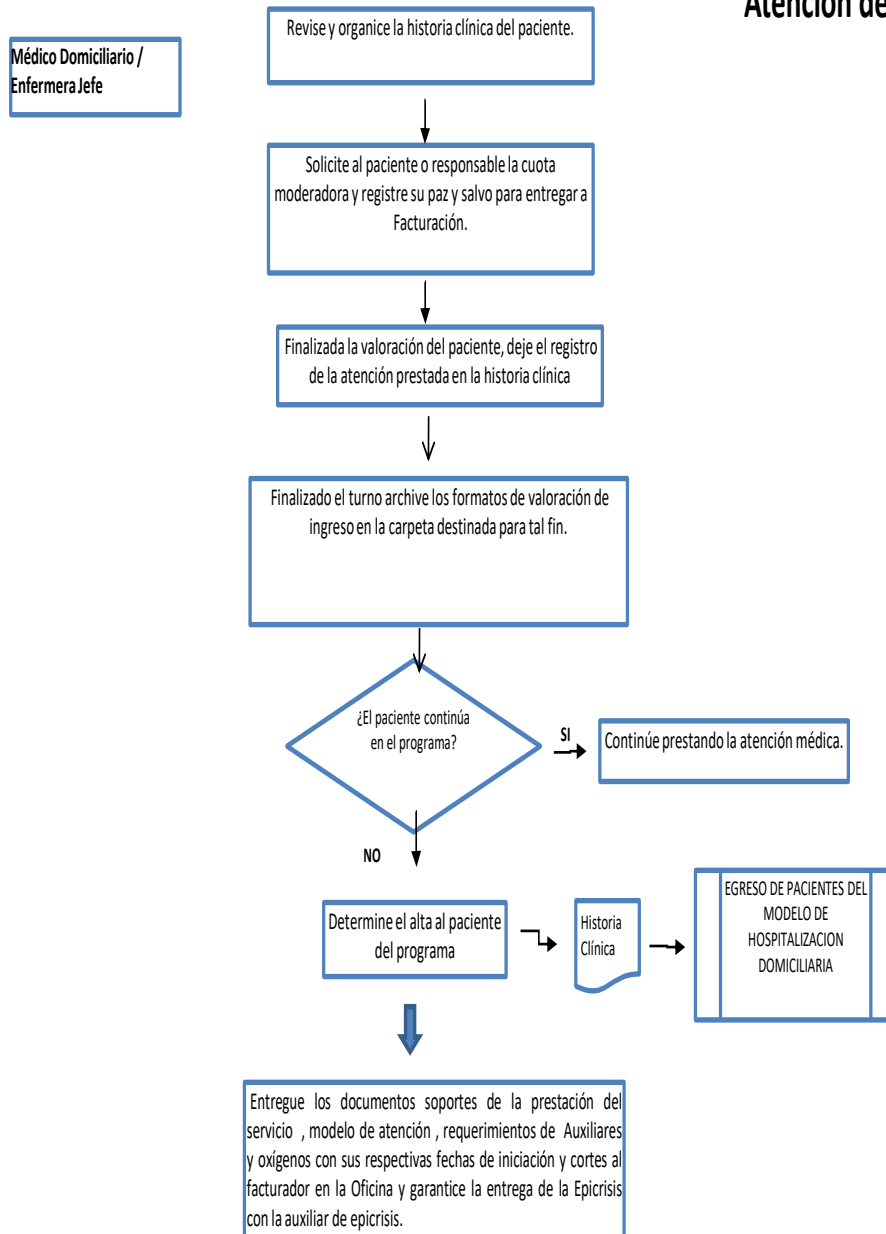 Atención de
Médico Domiciliario /
Enfermera Jefe
Revise y organice la historia clínica del paciente.
Solicite al paciente o responsable la cuota
moderadora y registre su paz y salvo para entregar a
Facturación.
Finalizada la valoración del paciente, deje el registro
de la atención prestada en la historia clínica
Finalizado el turno archive los formatos de valoración de
ingreso en la carpeta destinada para tal fin.
¿El paciente continúa
en el programa?
SI
Continúe prestando la atención médica.
NO
Determine el alta al paciente
del programa
Historia
Clínica
EGRESO DE PACIENTES DEL
MODELO DE
HOSPITALIZACION
DOMICILIARIA
Entregue los documentos soportes de la prestación del
servicio , modelo de atención , requerimientos de Auxiliares
y oxígenos con sus respectivas fechas de iniciación y cortes al
facturador en la Oficina y garantice la entrega de la Epicrisis
con la auxiliar de epicrisis.